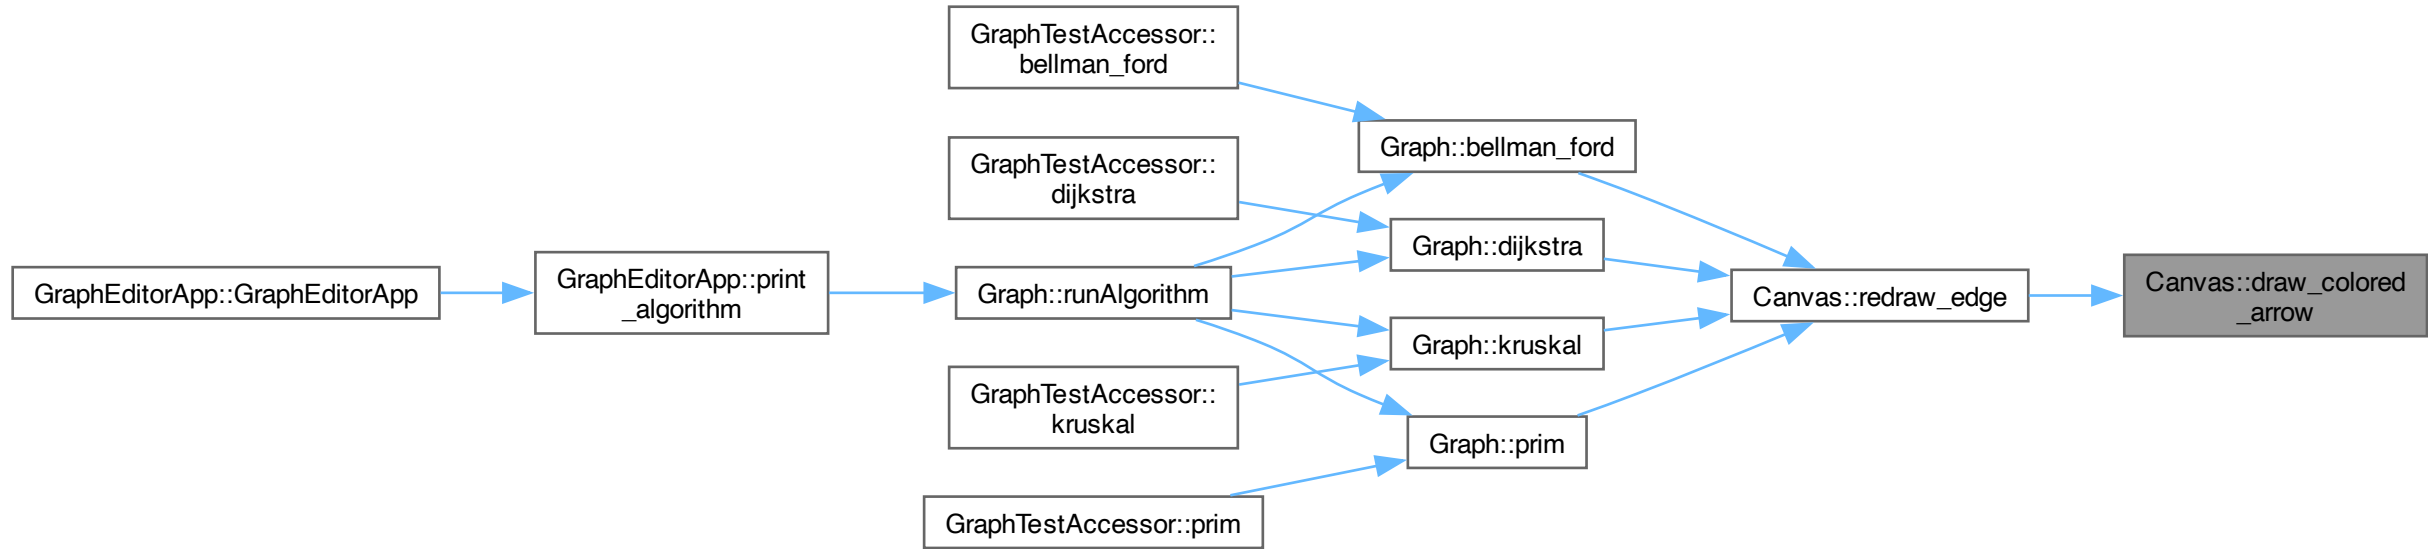 GraphTestAccessor::
bellman_ford
Graph::bellman_ford
GraphTestAccessor::
dijkstra
Graph::dijkstra
GraphEditorApp::GraphEditorApp
GraphEditorApp::print
_algorithm
Graph::runAlgorithm
Canvas::redraw_edge
Canvas::draw_colored
_arrow
Graph::kruskal
GraphTestAccessor::
kruskal
Graph::prim
GraphTestAccessor::prim